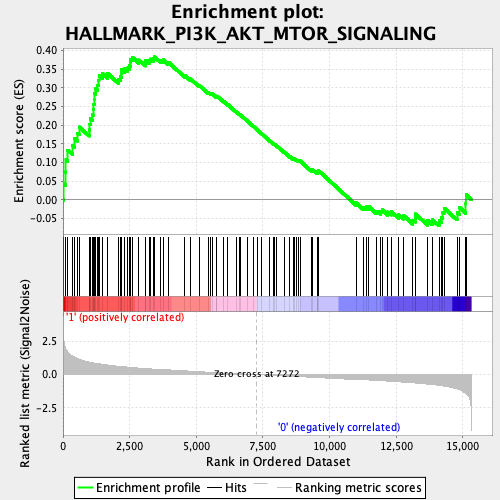 Enrichment plot:
HALLMARK_PI3K_AKT_MTOR_SIGNALING
Enrichment score (ES)
0.40
0.35
0.30
0.25
0.20
0.15
0.10
0.05
0.00
-0.05
'1' (positively correlated)
Ranked list metric (Signal2Noise)
2.5
0.0
-2.5
Zero cross at 7272
'0' (negatively correlated)
0
2,500
5,000
7,500
10,000
12,500
15,000
Rank in Ordered Dataset
Enrichment profile
Hits
Ranking metric scores